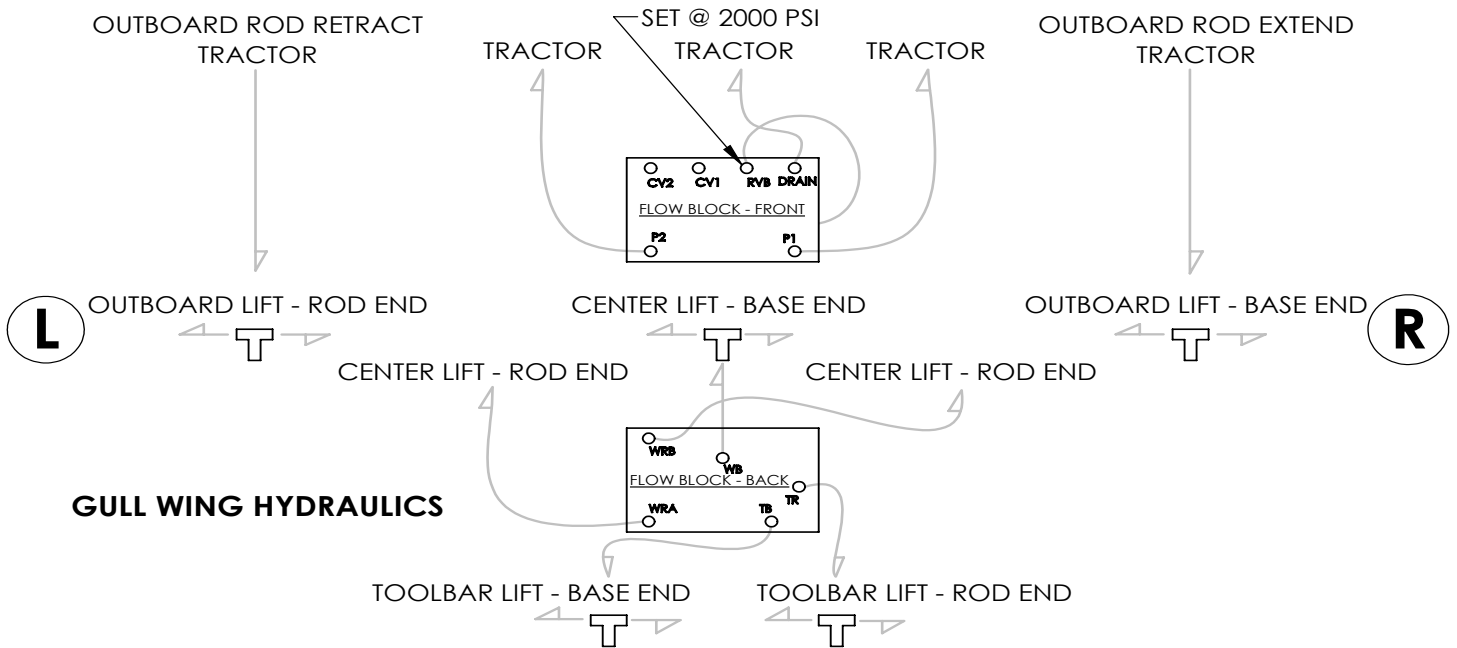 SET @ 2000 PSI
OUTBOARD ROD RETRACT
TRACTOR
TRACTOR
TRACTOR
TRACTOR
OUTBOARD ROD EXTEND
TRACTOR
CV2
CV1
RVB
DRAIN
FLOW BLOCK - FRONT
P2
P1
L
OUTBOARD LIFT - ROD END
CENTER LIFT - BASE END
OUTBOARD LIFT - BASE END
R
CENTER LIFT - ROD END
CENTER LIFT - ROD END
WRB
WB
FLOW BLOCK - BACK
TR
WRA
TB
GULL WING HYDRAULICS
TOOLBAR LIFT - BASE END
TOOLBAR LIFT - ROD END